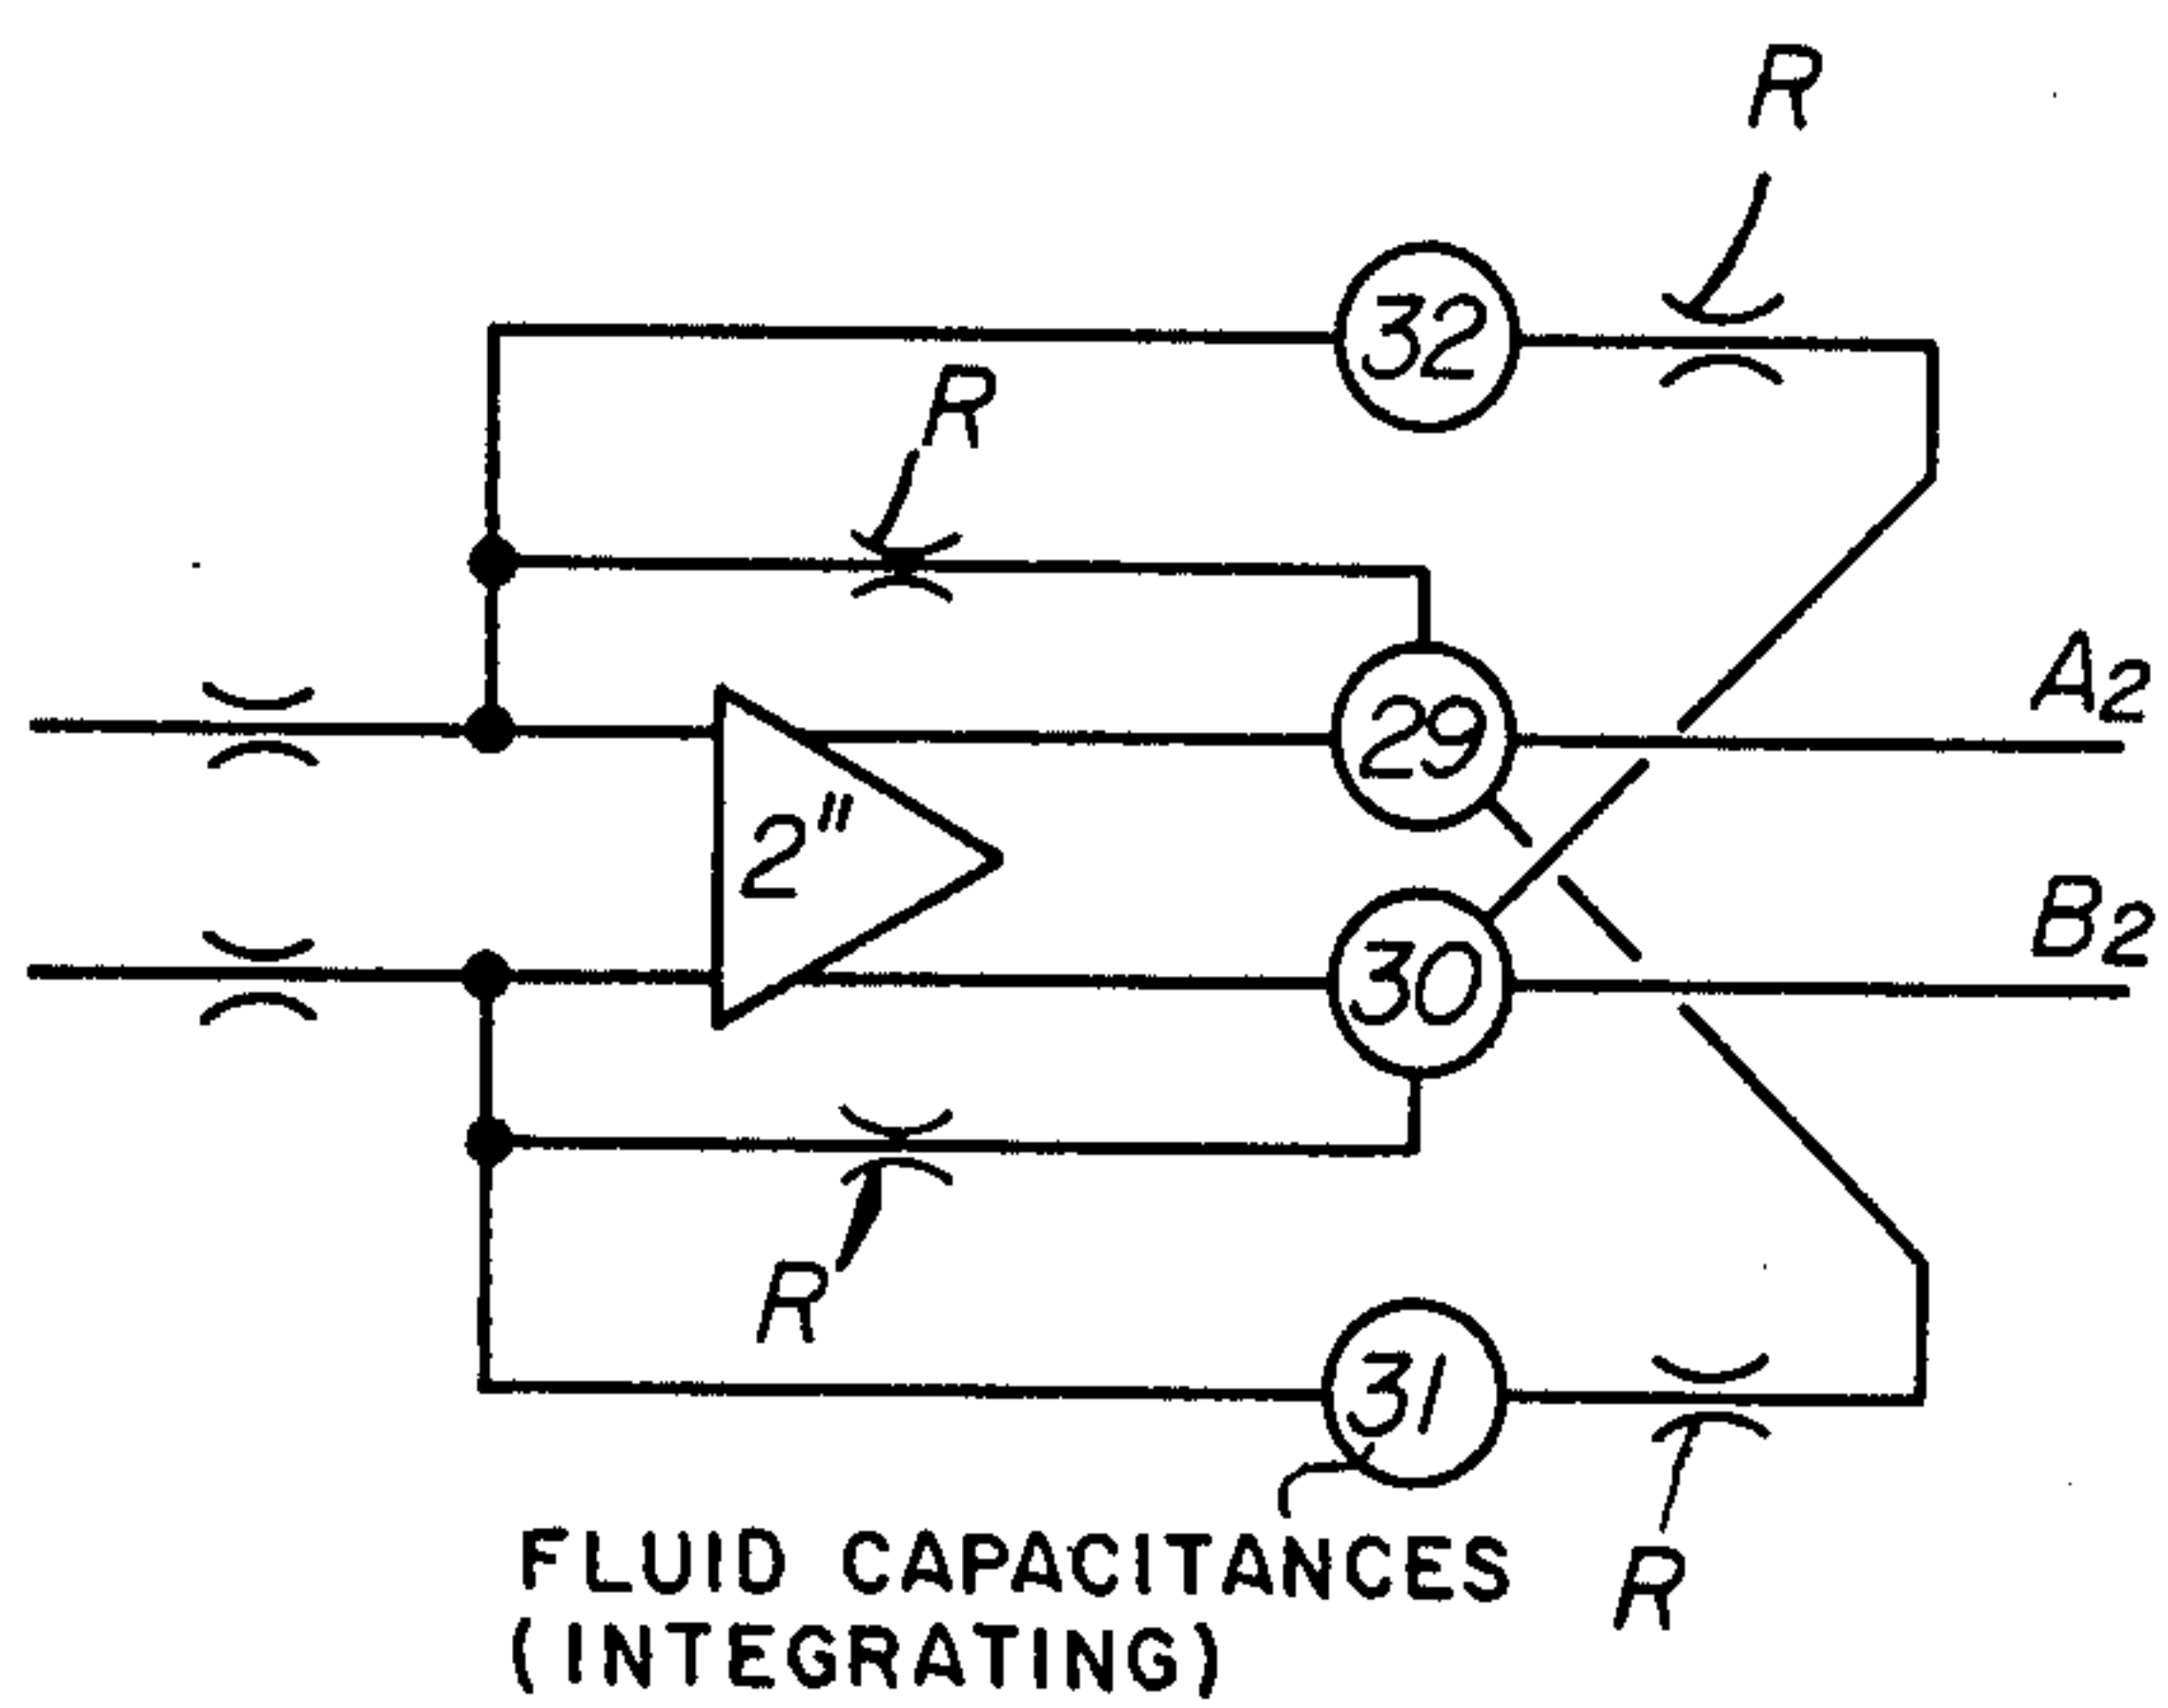 R
32
R
29
A2
2"
B2
30
R
31
R
FLUID CAPACITANCES
(INTEGRATING)